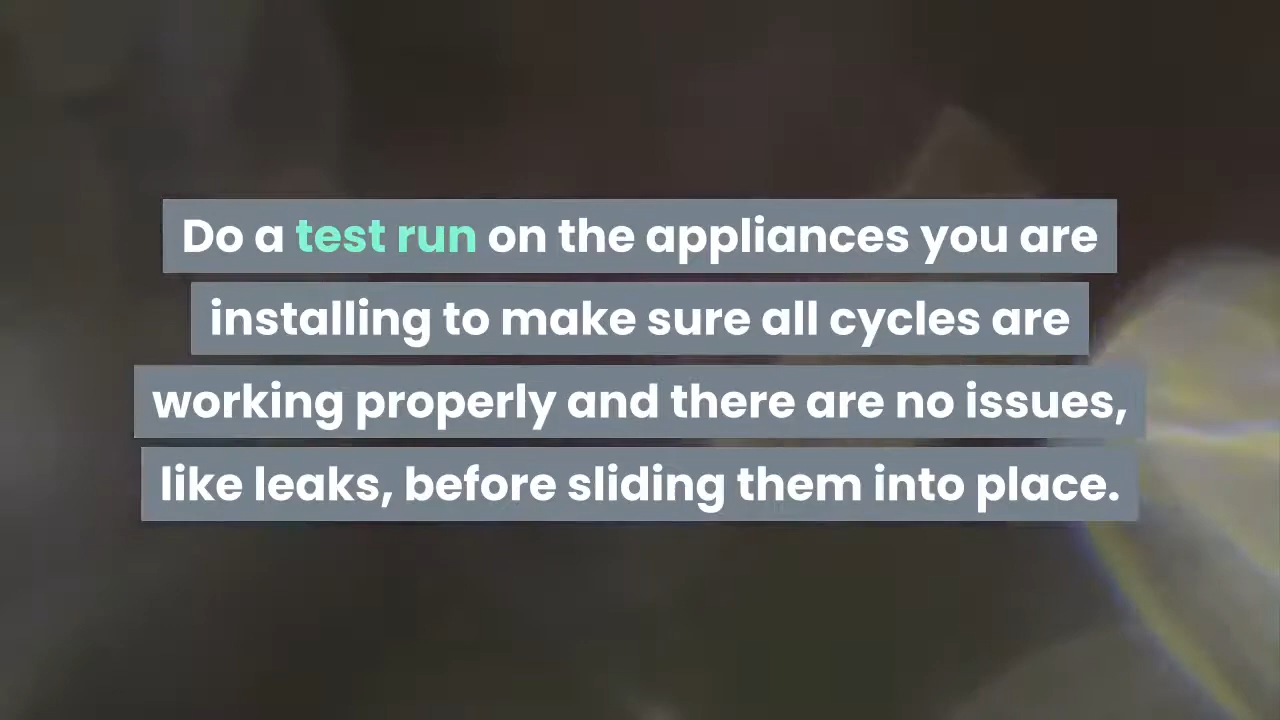 Do a test run on the appliances you are
installing to make sure all cycles are
working properly and there are no issues,
like leaks, before sliding them into place.